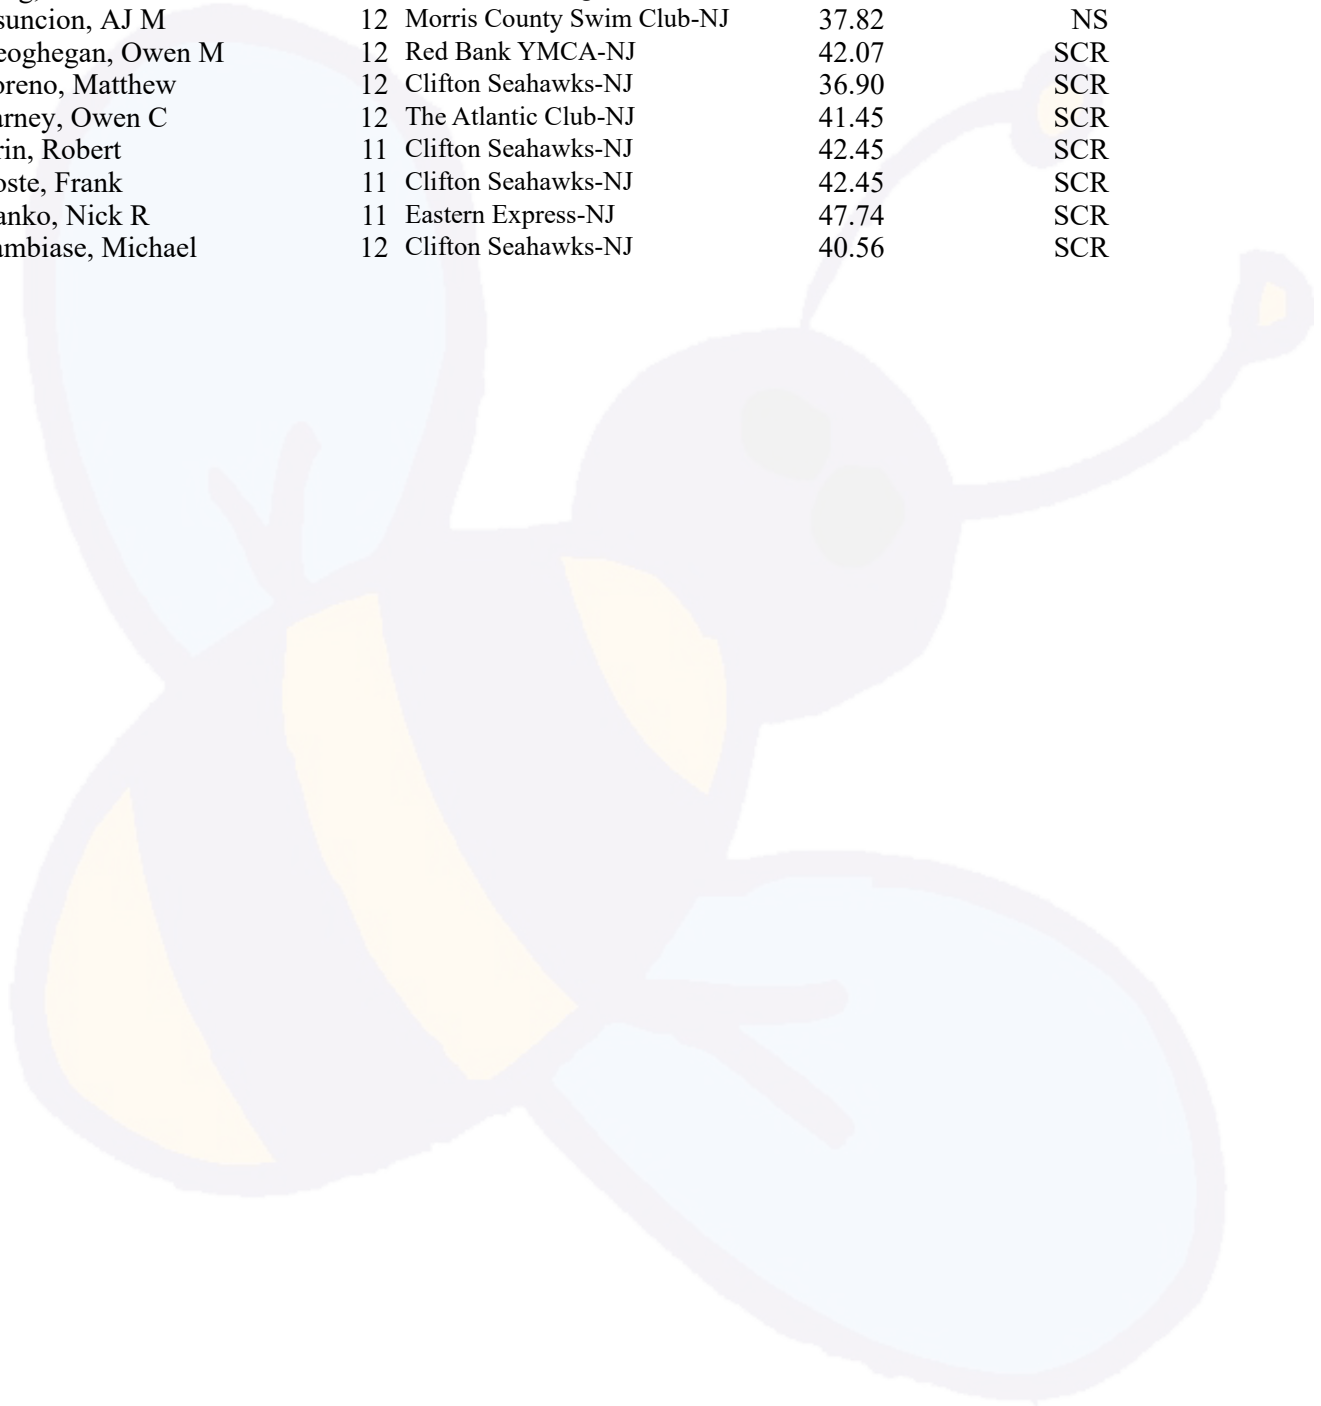 suncion, AJ M 12 Morris County Swim Club-NJ 37.82 NS
eoghegan, Owen M 12 Red Bank YMCA-NJ 42.07 SCR
oreno, Matthew 12 Clifton Seahawks-NJ 36.90 SCR
arney, Owen C 12 The Atlantic Club-NJ 41.45 SCR
rin, Robert 11 Clifton Seahawks-NJ 42.45 SCR
oste, Frank 11 Clifton Seahawks-NJ 42.45 SCR
anko, Nick R 11 Eastern Express-NJ 47.74 SCR
ambiase, Michael 12 Clifton Seahawks-NJ 40.56 SCR